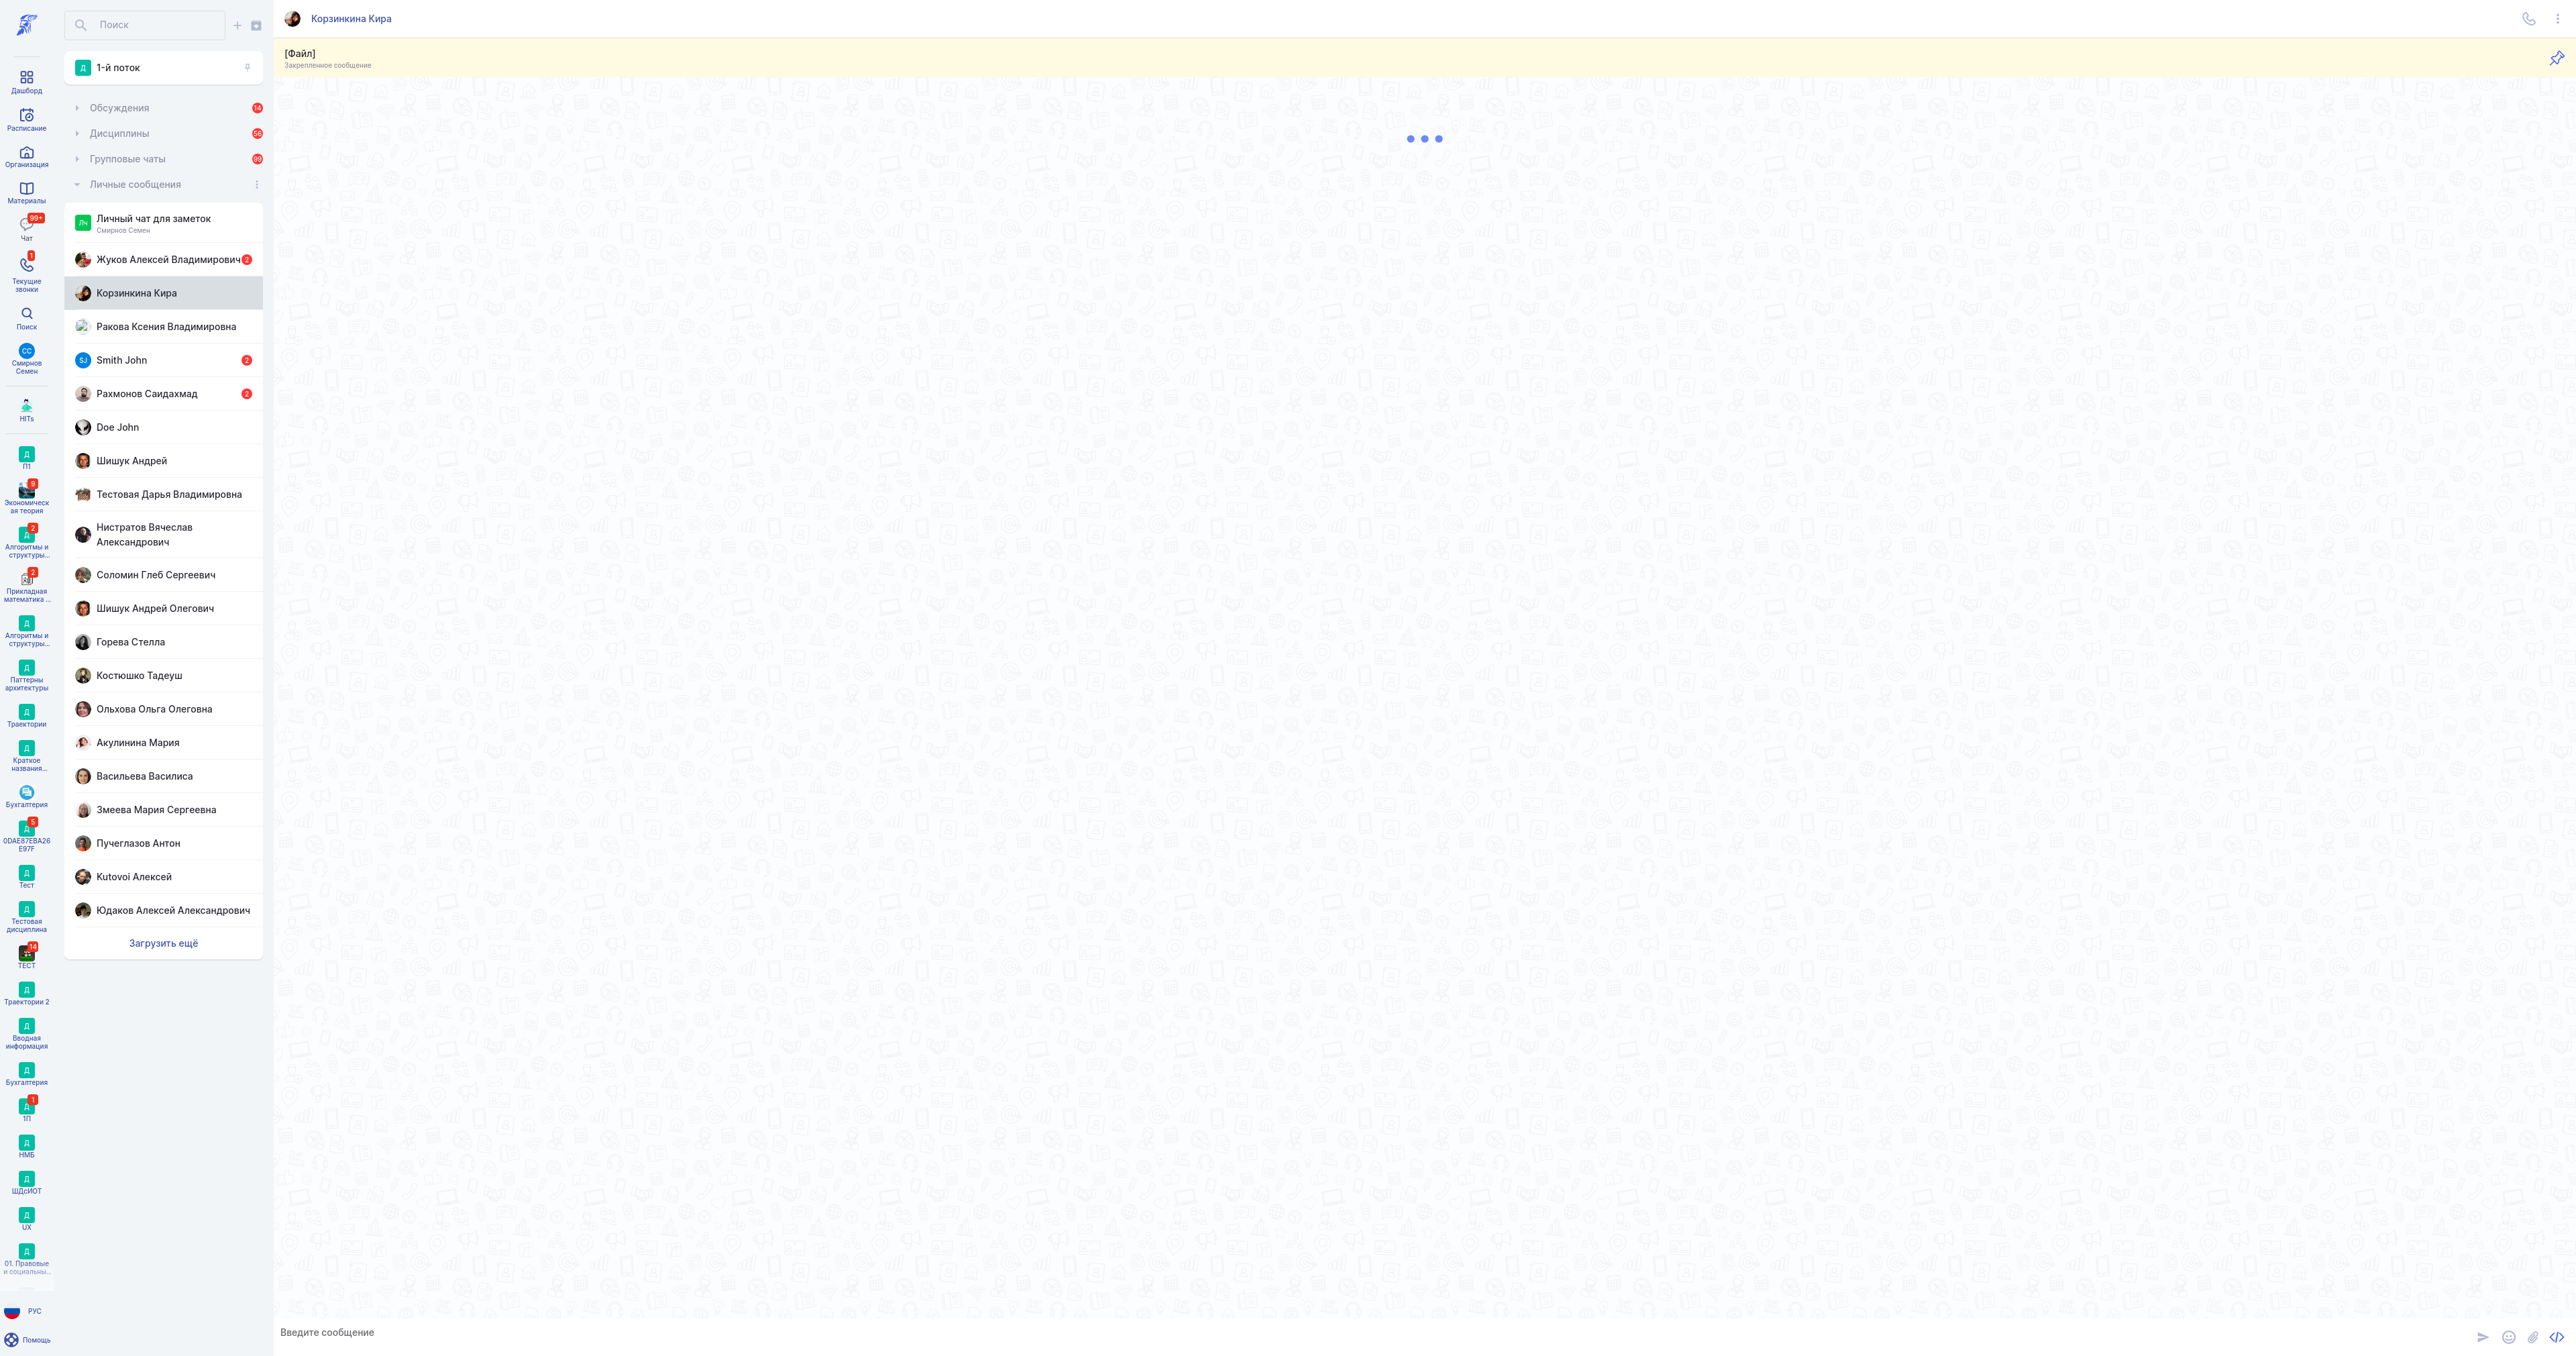 Дашборд
Расписание
Организация
Материалы
99+
Чат
1
Текущие
звонки
Поиск
СС
Смирнов
Семен
HITs
Д
П1
9
Экономическ
ая теория
2
Д
Алгоритмы и
структуры...
2
Прикладная
математика ...
Д
Алгоритмы и
структуры...
Д
Паттерны
архитектуры
Д
Траектории
Д
Краткое
названия...
Бухгалтерия
5
Д
0DAE87EBA26
E97F
Д
Тест
Д
Тестовая
дисциплина
14
ТЕСТ
Д
Траектории 2
Д
Вводная
информация
Д
Бухгалтерия
1
Д
1П
Д
НМБ
Д
ШДсИОТ
Д
UX
Д
01. Правовые
и социальны...
РУС
Помощь
Поиск
Д 1-й поток
Обсуждения 14
Дисциплины 56
Групповые чаты 99
Личные сообщения
Лч Личный чат для заметок
Смирнов Семен
Жуков Алексей Владимирович 2
Корзинкина Кира
Ракова Ксения Владимировна
SJ Smith John 2
Рахмонов Саидахмад 2
Doe John
Шишук Андрей
Тестовая Дарья Владимировна
Нистратов Вячеслав
Александрович
Соломин Глеб Сергеевич
Шишук Андрей Олегович
Горева Стелла
Костюшко Тадеуш
Ольхова Ольга Олеговна
Акулинина Мария
Васильева Василиса
Змеева Мария Сергеевна
Пучеглазов Антон
Kutovoi Алексей
Юдаков Алексей Александрович
Загрузить ещё
Корзинкина Кира
[Файл]
Закрепленное сообщение
Введите сообщение